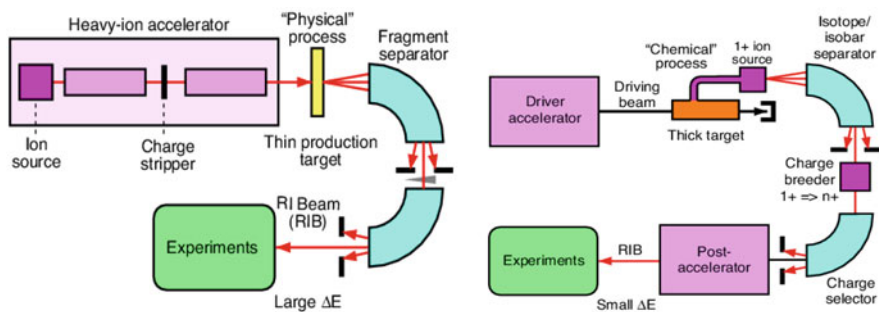 Heavy-ion accelerator
"Physical"
process
Fragment
separator
Ion
source
Charge
stripper
Thin production
target
RI Beam
(RIB)
Experiments
Large ΔE
Isotope/
isobar
separator
1+ ion
source
"Chemical"
process
Driving
beam
Driver
accelerator
Thick target
Charge
breeder
1+ => n+
Experiments
RIB
Post-
accelerator
Small ΔE
Charge
selector